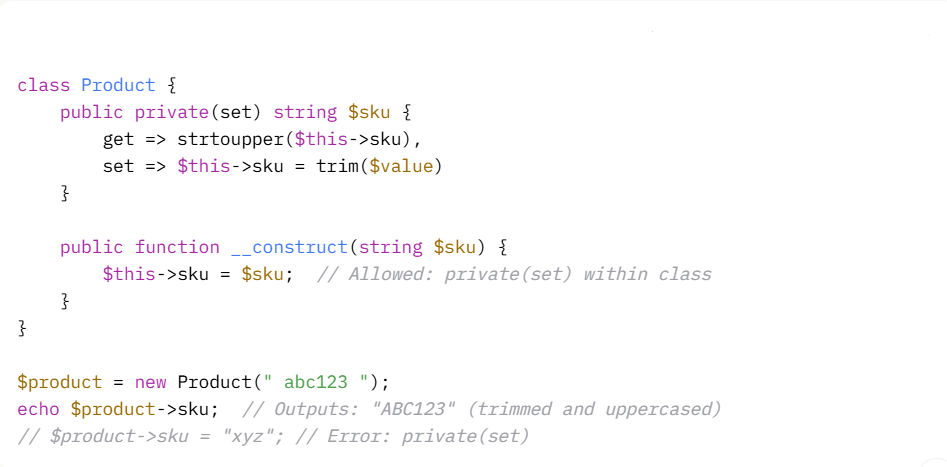 class Product {
    public private(set) string $sku {
        get => strtoupper($this->sku),
        set => $this->sku = trim($value)
    }

    public function __construct(string $sku) {
        $this->sku = $sku;  // Allowed: private(set) within class
    }
}

$product = new Product(" abc123 ");
echo $product->sku;  // Outputs: "ABC123" (trimmed and uppercased)
// $product->sku = "xyz"; // Error: private(set)